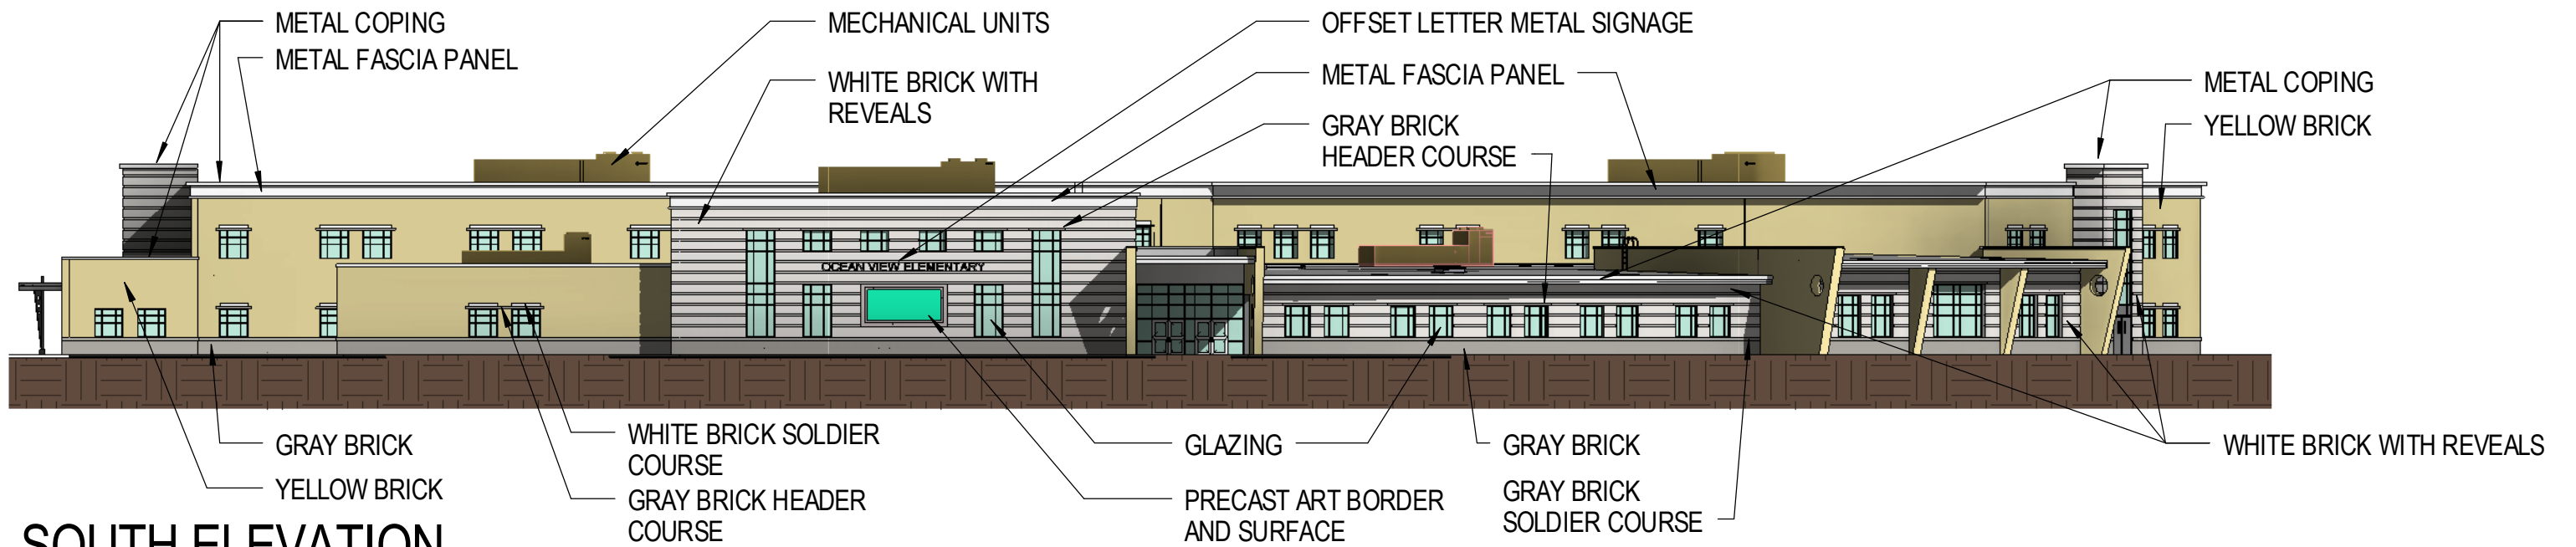 METAL COPING
METAL FASCIA PANEL
MECHANICAL UNITS
WHITE BRICK WITH
REVEALS
OFFSET LETTER METAL SIGNAGE
METAL FASCIA PANEL
GRAY BRICK
HEADER COURSE
METAL COPING
YELLOW BRICK
OCEAN VIEW ELEMENTARY
GRAY BRICK
YELLOW BRICK
WHITE BRICK SOLDIER
COURSE
GRAY BRICK HEADER
COURSE
GLAZING
PRECAST ART BORDER
AND SURFACE
GRAY BRICK
GRAY BRICK
SOLDIER COURSE
WHITE BRICK WITH REVEALS
SOUTH ELEVATION